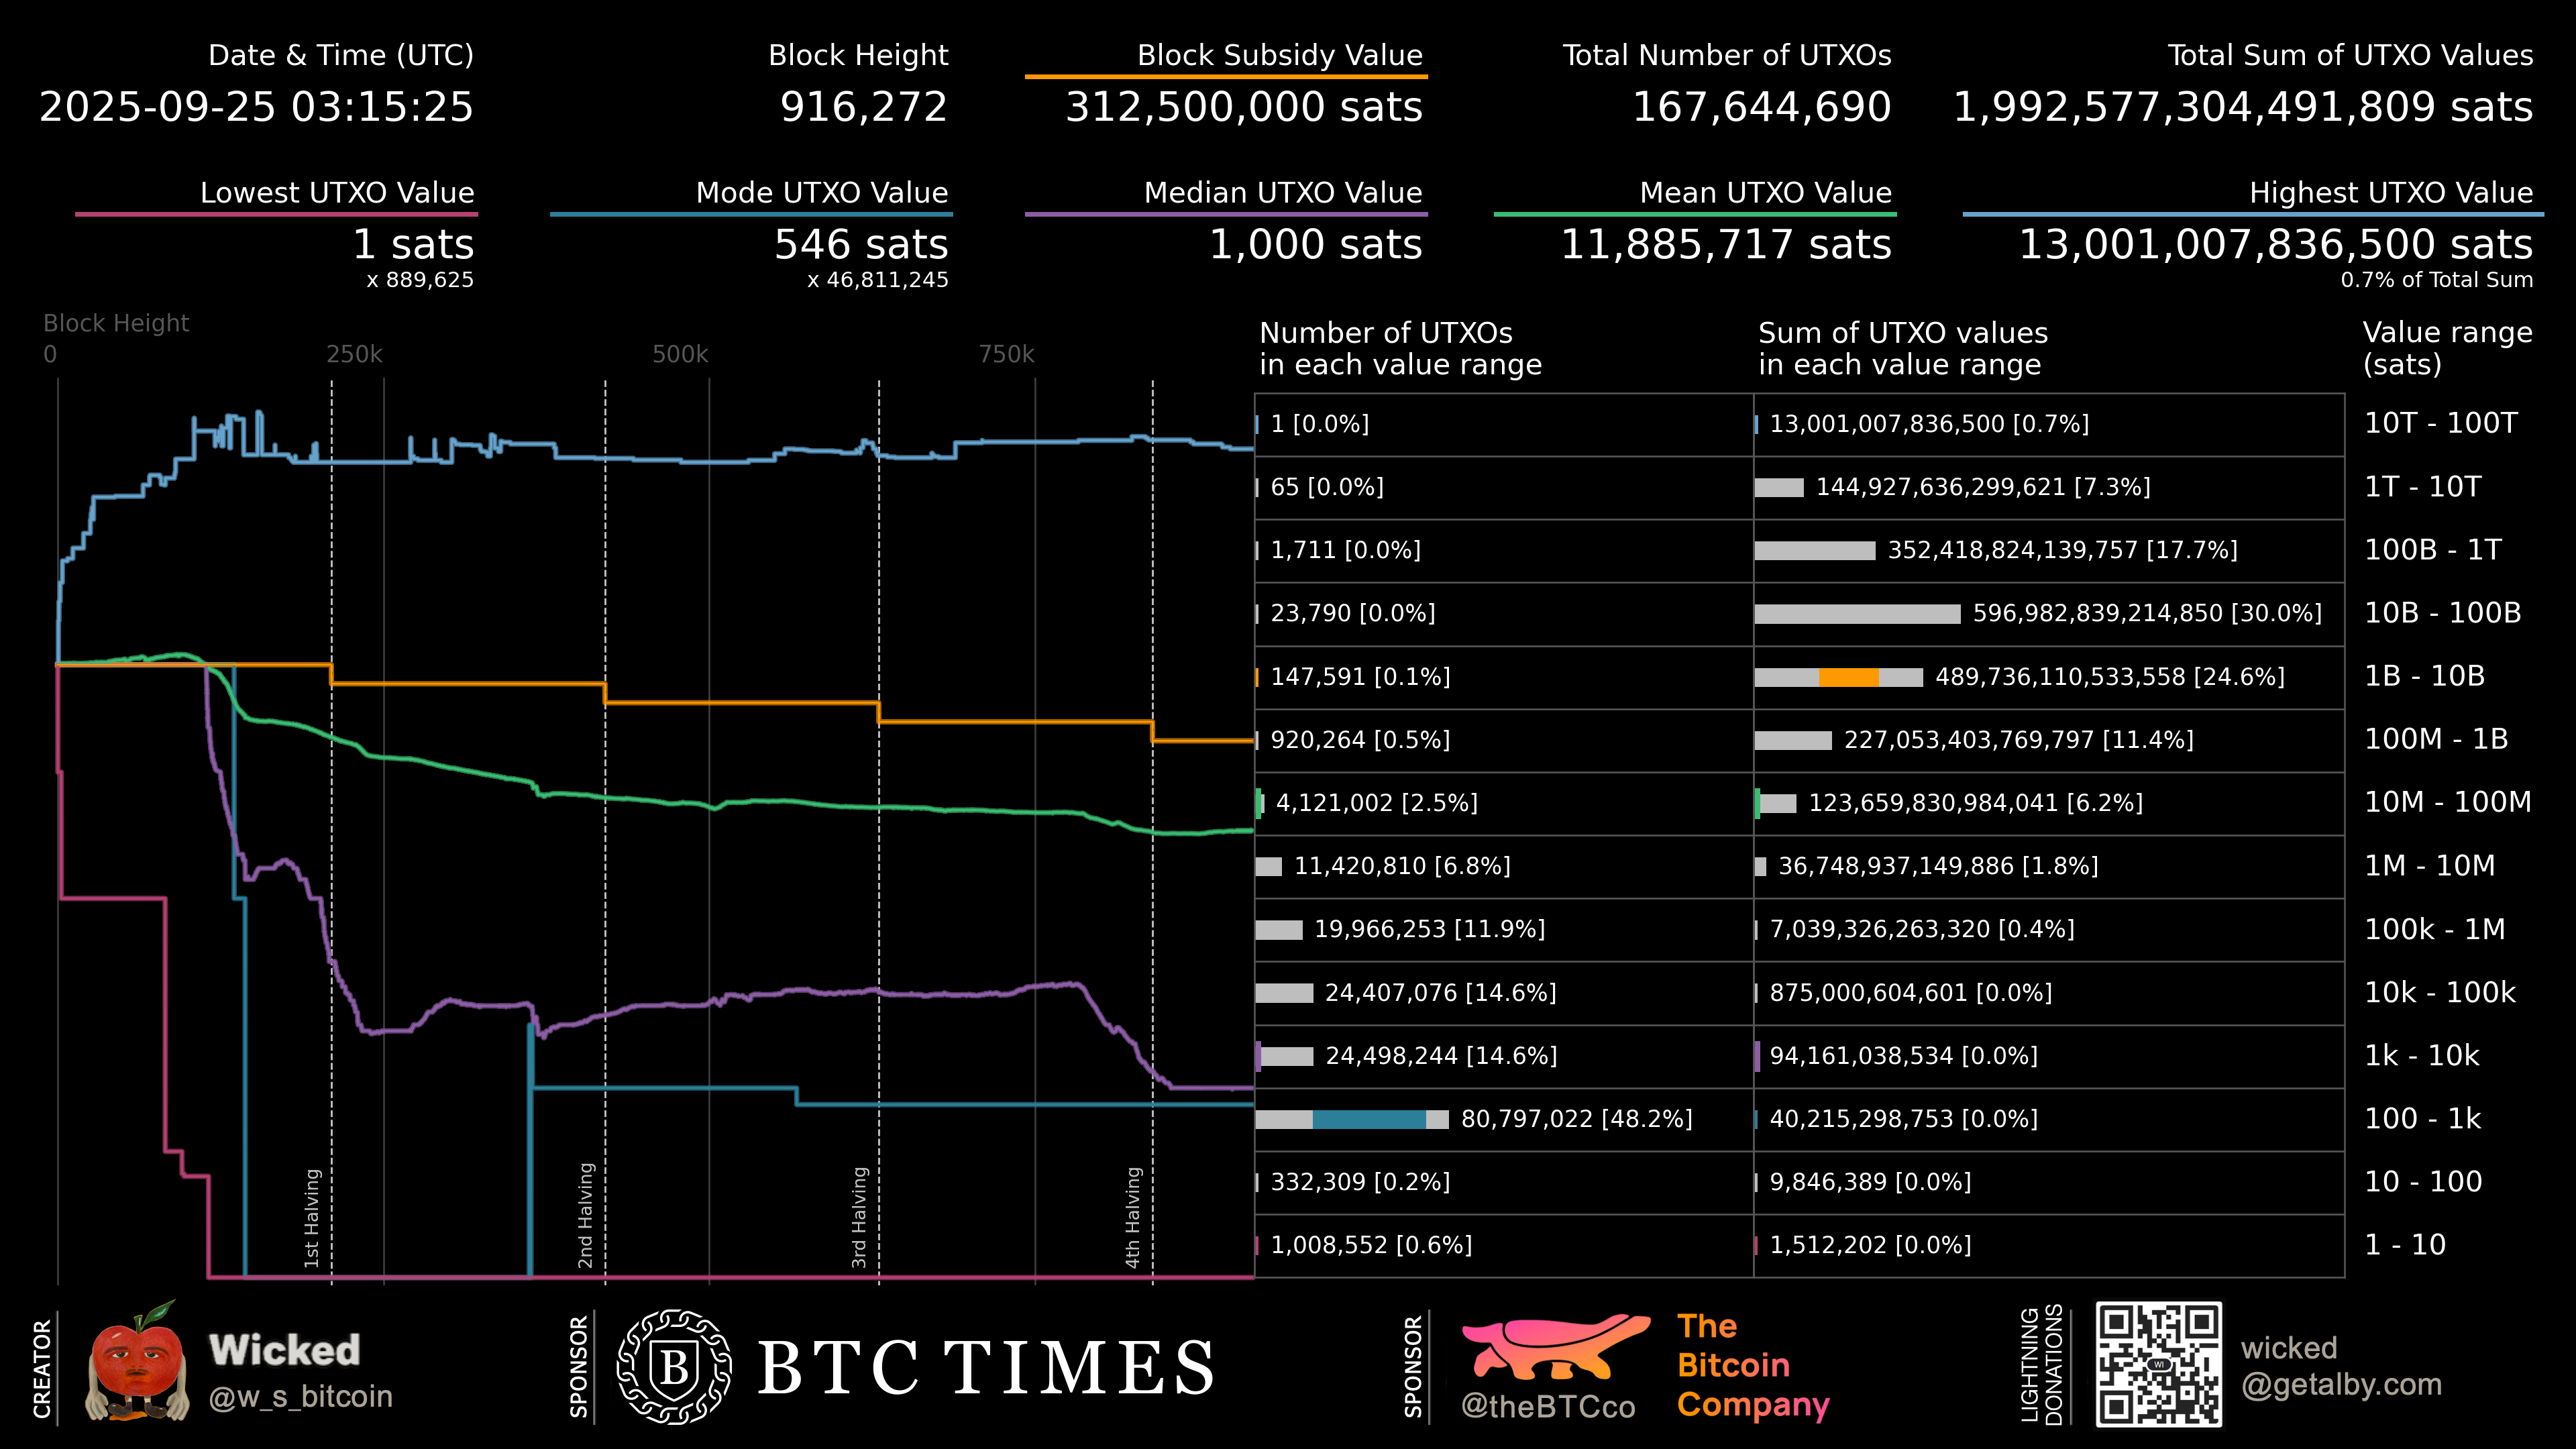 Date & Time (UTC)
2025-09-25 03:15:25
Block Height
916,272
Block Subsidy Value
312,500,000 sats
Total Number of UTXOs
167,644,690
Total Sum of UTXO Values
1,992,577,304,491,809 sats
Lowest UTXO Value
1 sats
x 889,625
Mode UTXO Value
546 sats
x 46,811,245
Median UTXO Value
1,000 sats
Mean UTXO Value
11,885,717 sats
Highest UTXO Value
13,001,007,836,500 sats
0.7% of Total Sum
Block Height
0 250k 500k 750k
1st Halving
2nd Halving
3rd Halving
4th Halving
Number of UTXOs
in each value range
Sum of UTXO values
in each value range
Value range
(sats)
1 [0.0%] 13,001,007,836,500 [0.7%] 10T - 100T
65 [0.0%] 144,927,636,299,621 [7.3%] 1T - 10T
1,711 [0.0%] 352,418,824,139,757 [17.7%] 100B - 1T
23,790 [0.0%] 596,982,839,214,850 [30.0%] 10B - 100B
147,591 [0.1%] 489,736,110,533,558 [24.6%] 1B - 10B
920,264 [0.5%] 227,053,403,769,797 [11.4%] 100M - 1B
4,121,002 [2.5%] 123,659,830,984,041 [6.2%] 10M - 100M
11,420,810 [6.8%] 36,748,937,149,886 [1.8%] 1M - 10M
19,966,253 [11.9%] 7,039,326,263,320 [0.4%] 100k - 1M
24,407,076 [14.6%] 875,000,604,601 [0.0%] 10k - 100k
24,498,244 [14.6%] 94,161,038,534 [0.0%] 1k - 10k
80,797,022 [48.2%] 40,215,298,753 [0.0%] 100 - 1k
332,309 [0.2%] 9,846,389 [0.0%] 10 - 100
1,008,552 [0.6%] 1,512,202 [0.0%] 1 - 10
CREATOR
Wicked
@w_s_bitcoin
SPONSOR
B
BTC TIMES
SPONSOR
@theBTCco
The
Bitcoin
Company
LIGHTNING
DONATIONS
WI
wicked
@getalby.com